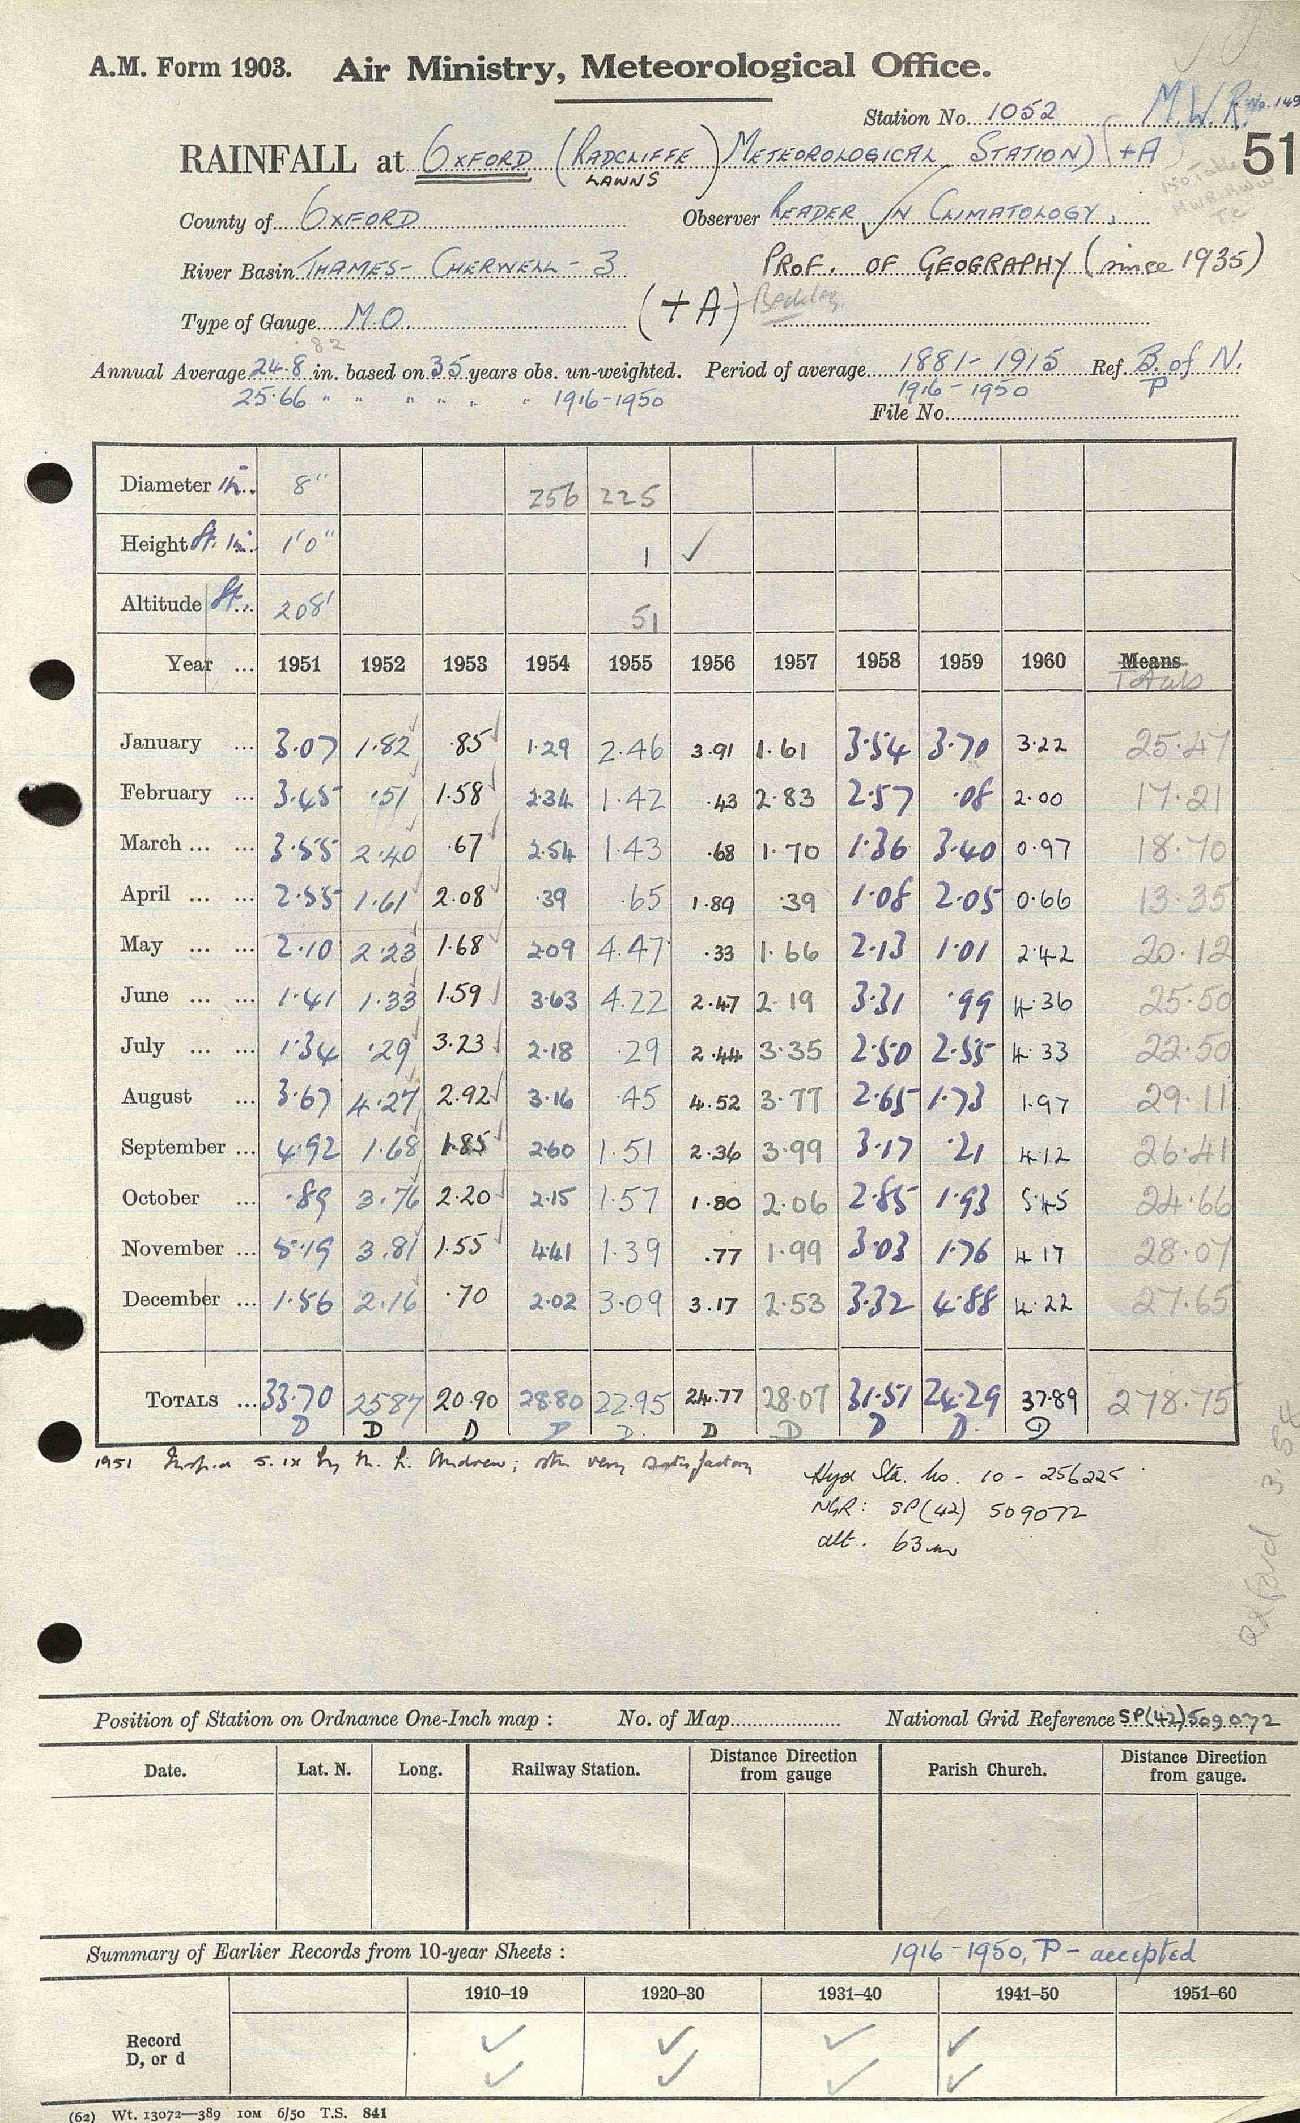 A.M. Form 1903. Air Ministry, Meteorological Office.
Station No. 1052 M.W.R. No. 149
RAINFALL at OXFORD (RADCLIFFE METEOROLOGICAL STATION) (+A) 51
LAWNS
County of OXFORD Observer READER IN CLIMATOLOGY,
River Basin THAMES - CHERWELL - 3 PROF. OF GEOGRAPHY (since 1935)
Type of Gauge M.O. (+A)
82
Annual Average 24.8 in. based on 35 years obs. un-weighted. Period of average 1881-1915 Ref. B. of N.
25.66 " " " " " " 1916-1950 1916-1950 P
File No.
Diameter in. 8" 256 225
Height ft. in. 1'0" 1 ✓
Altitude ft. 208' 51
Year ... 1951 1952 1953 1954 1955 1956 1957 1958 1959 1960 Means
Totals
January ... 3.07 1.82 .85 1.29 2.46 3.91 1.61 3.54 3.70 3.22 25.47
February ... 3.45 .51 1.58 2.34 1.42 .43 2.83 2.57 .08 2.00 17.21
March ... ... 3.55 2.40 .67 2.54 1.43 .68 1.70 1.36 3.40 0.97 18.70
April ... ... 2.55 1.61 2.08 .39 .65 1.89 .39 1.08 2.05 0.66 13.35
May ... ... 2.10 2.23 1.68 2.09 4.47 .33 1.66 2.13 1.01 2.42 20.12
June ... ... 1.41 1.33 1.59 3.63 4.22 2.47 2.19 3.31 .99 4.36 25.50
July ... ... 1.34 .29 3.23 2.18 .29 2.44 3.35 2.50 2.55 4.33 22.50
August ... 3.67 4.27 2.92 3.16 .45 4.52 3.77 2.65 1.73 1.97 29.11
September ... 4.92 1.68 1.85 2.60 1.51 2.36 3.99 3.17 .21 4.12 26.41
October ... .89 3.76 2.20 2.15 1.57 1.80 2.06 2.85 1.93 5.45 24.66
November ... 5.19 3.81 1.55 4.41 1.39 .77 1.99 3.03 1.76 4.17 28.07
December ... 1.56 2.16 .70 2.02 3.09 3.17 2.53 3.32 4.88 4.22 27.65
TOTALS ... 33.70 25.87 20.90 28.80 22.95 24.77 28.07 31.51 24.29 37.89 278.75
D D D D D. D D D D. D
1951 Insp.d 5.IX by M. L. Andrew; stn very satisfactory
Hyd Sta. No. 10 - 256225
NGR: SP(42) 509072
alt. 63m
Oxford 3.54
Position of Station on Ordnance One-Inch map : No. of Map National Grid Reference SP(42)509072
Date. Lat. N. Long. Railway Station. Distance Direction from gauge Parish Church. Distance Direction from gauge.
Summary of Earlier Records from 10-year Sheets : 1916-1950, P - accepted
1910–19 1920–30 1931–40 1941–50 1951–60
Record ✓ ✓ ✓ ✓
D, or d ✓ ✓ ✓ ✓
(62) Wt. 13072—389 10M 6/50 T.S. 841